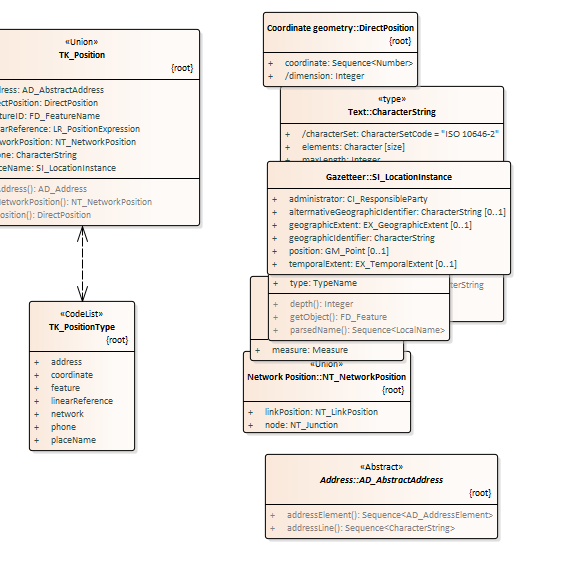 «Union»
TK_Position
{root}
ress: AD_AbstractAddress
ctPosition: DirectPosition
tureID: FD_FeatureName
arReference: LR_PositionExpression
workPosition: NT_NetworkPosition
ne: CharacterString
ceName: SI_LocationInstance
ddress(): AD_Address
NetworkPosition(): NT_NetworkPosition
osition(): DirectPosition
«CodeList»
TK_PositionType
{root}
+ address
+ coordinate
+ feature
+ linearReference
+ network
+ phone
+ placeName
Coordinate geometry::DirectPosition
{root}
+ coordinate: Sequence<Number>
+ /dimension: Integer
«type»
Text::CharacterString
+ /characterSet: CharacterSetCode = "ISO 10646-2"
+ elements: Character [size]
maxLength: Integer
Gazetteer::SI_LocationInstance
+ administrator: CI_ResponsibleParty
+ alternativeGeographicIdentifier: CharacterString [0..1]
+ geographicExtent: EX_GeographicExtent [0..1]
+ geographicIdentifier: CharacterString
+ position: GM_Point [0..1]
+ temporalExtent: EX_TemporalExtent [0..1]
+ type: TypeName
terString
+ depth(): Integer
+ getObject(): FD_Feature
+ parsedName(): Sequence<LocalName>
+ measure: Measure
«Union»
Network Position::NT_NetworkPosition
{root}
+ linkPosition: NT_LinkPosition
+ node: NT_Junction
«Abstract»
Address::AD_AbstractAddress
{root}
+ addressElement(): Sequence<AD_AddressElement>
+ addressLine(): Sequence<CharacterString>